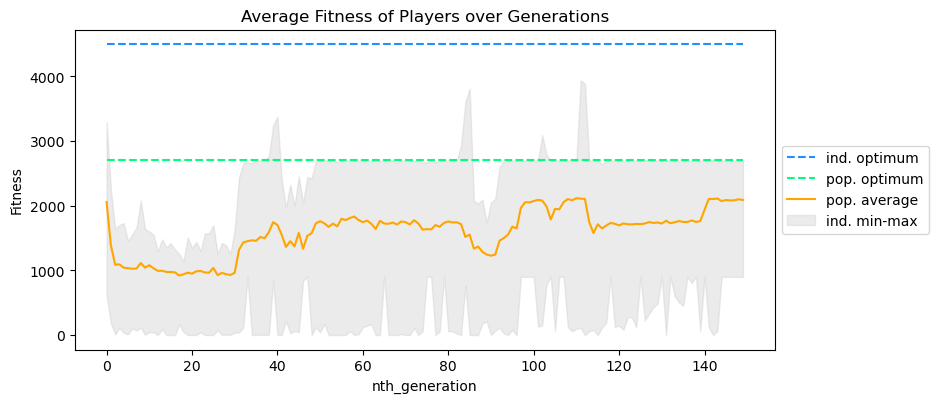 Average Fitness of Players over Generations
Fitness
4000
3000
2000
1000
0
0 20 40 60 80 100 120 140
nth_generation
ind. optimum
pop. optimum
pop. average
ind. min-max